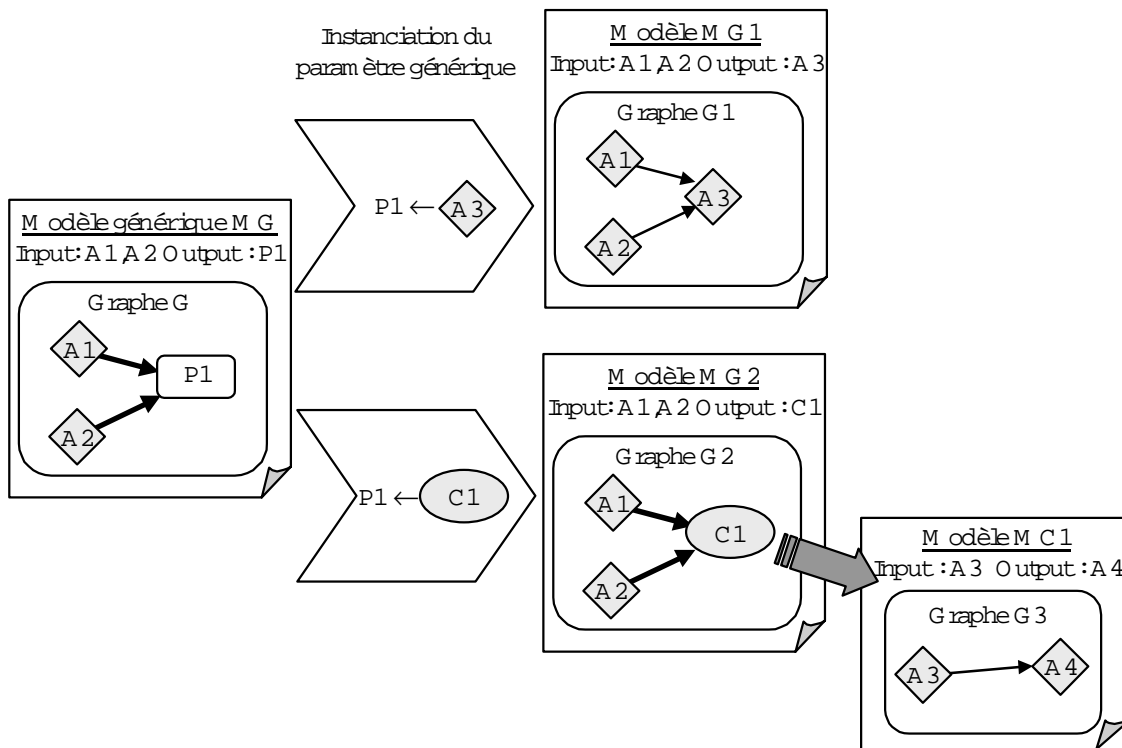 Modèle générique MG
Input:A1,A2 Output:P1
Graphe G
A1
P1
A2
Instanciation du
paramètre générique
P1 ← A3
P1 ← C1
Modèle MG1
Input:A1,A2 Output:A3
Graphe G1
A1
A3
A2
Modèle MG2
Input:A1,A2 Output:C1
Graphe G2
A1
C1
A2
Modèle MC1
Input:A3 Output:A4
Graphe G3
A3
A4